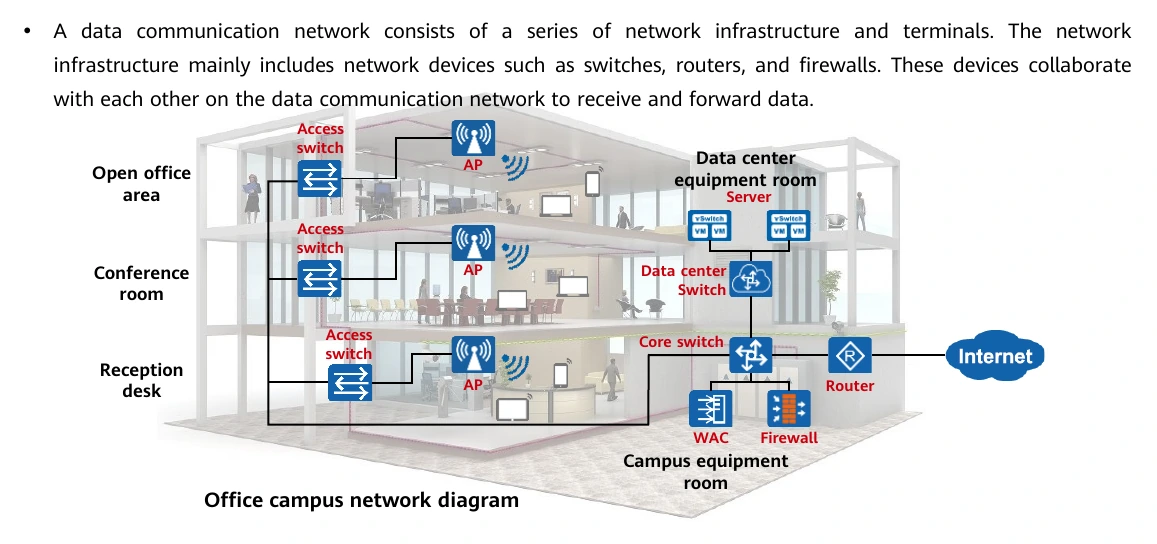 • A data communication network consists of a series of network infrastructure and terminals. The network
infrastructure mainly includes network devices such as switches, routers, and firewalls. These devices collaborate
with each other on the data communication network to receive and forward data.
Access
switch
AP
Open office
area
Data center
equipment room
Server
vSwitch
VM VM
vSwitch
VM VM
Access
switch
AP
Conference
room
Data center
Switch
Access
switch
AP
Reception
desk
Core switch
R
Router
Internet
WAC
Firewall
Campus equipment
room
Office campus network diagram